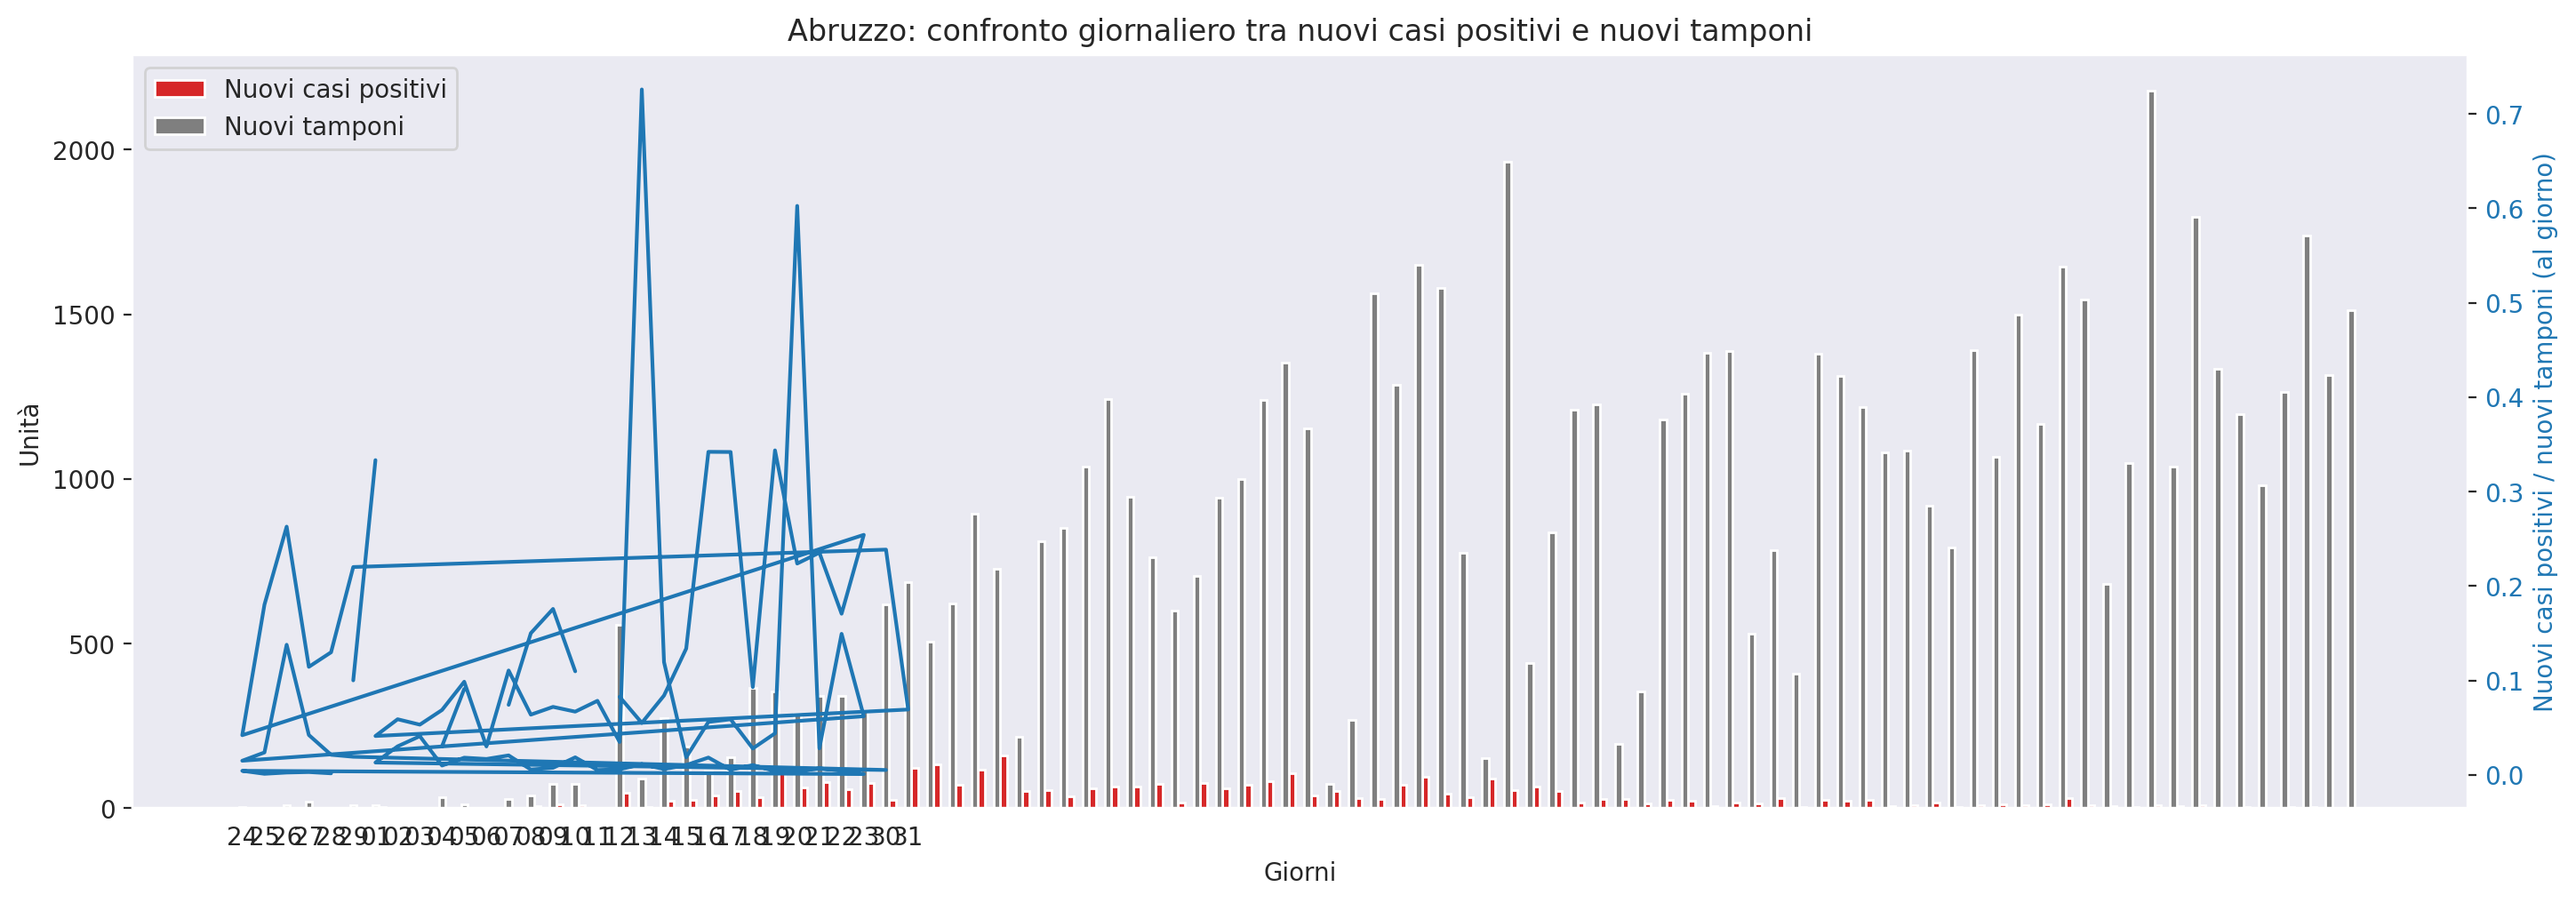 Abruzzo: confronto giornaliero tra nuovi casi positivi e nuovi tamponi
Nuovi casi positivi
Nuovi tamponi
Unità
2000
1500
1000
500
0
0.7
0.6
0.5
0.4
0.3
0.2
0.1
0.0
Nuovi casi positivi / nuovi tamponi (al giorno)
24 25 26 27 28 29 01 02 03 04 05 06 07 08 09 10 11 12 13 14 15 16 17 18 19 20 21 22 23 30 31
Giorni